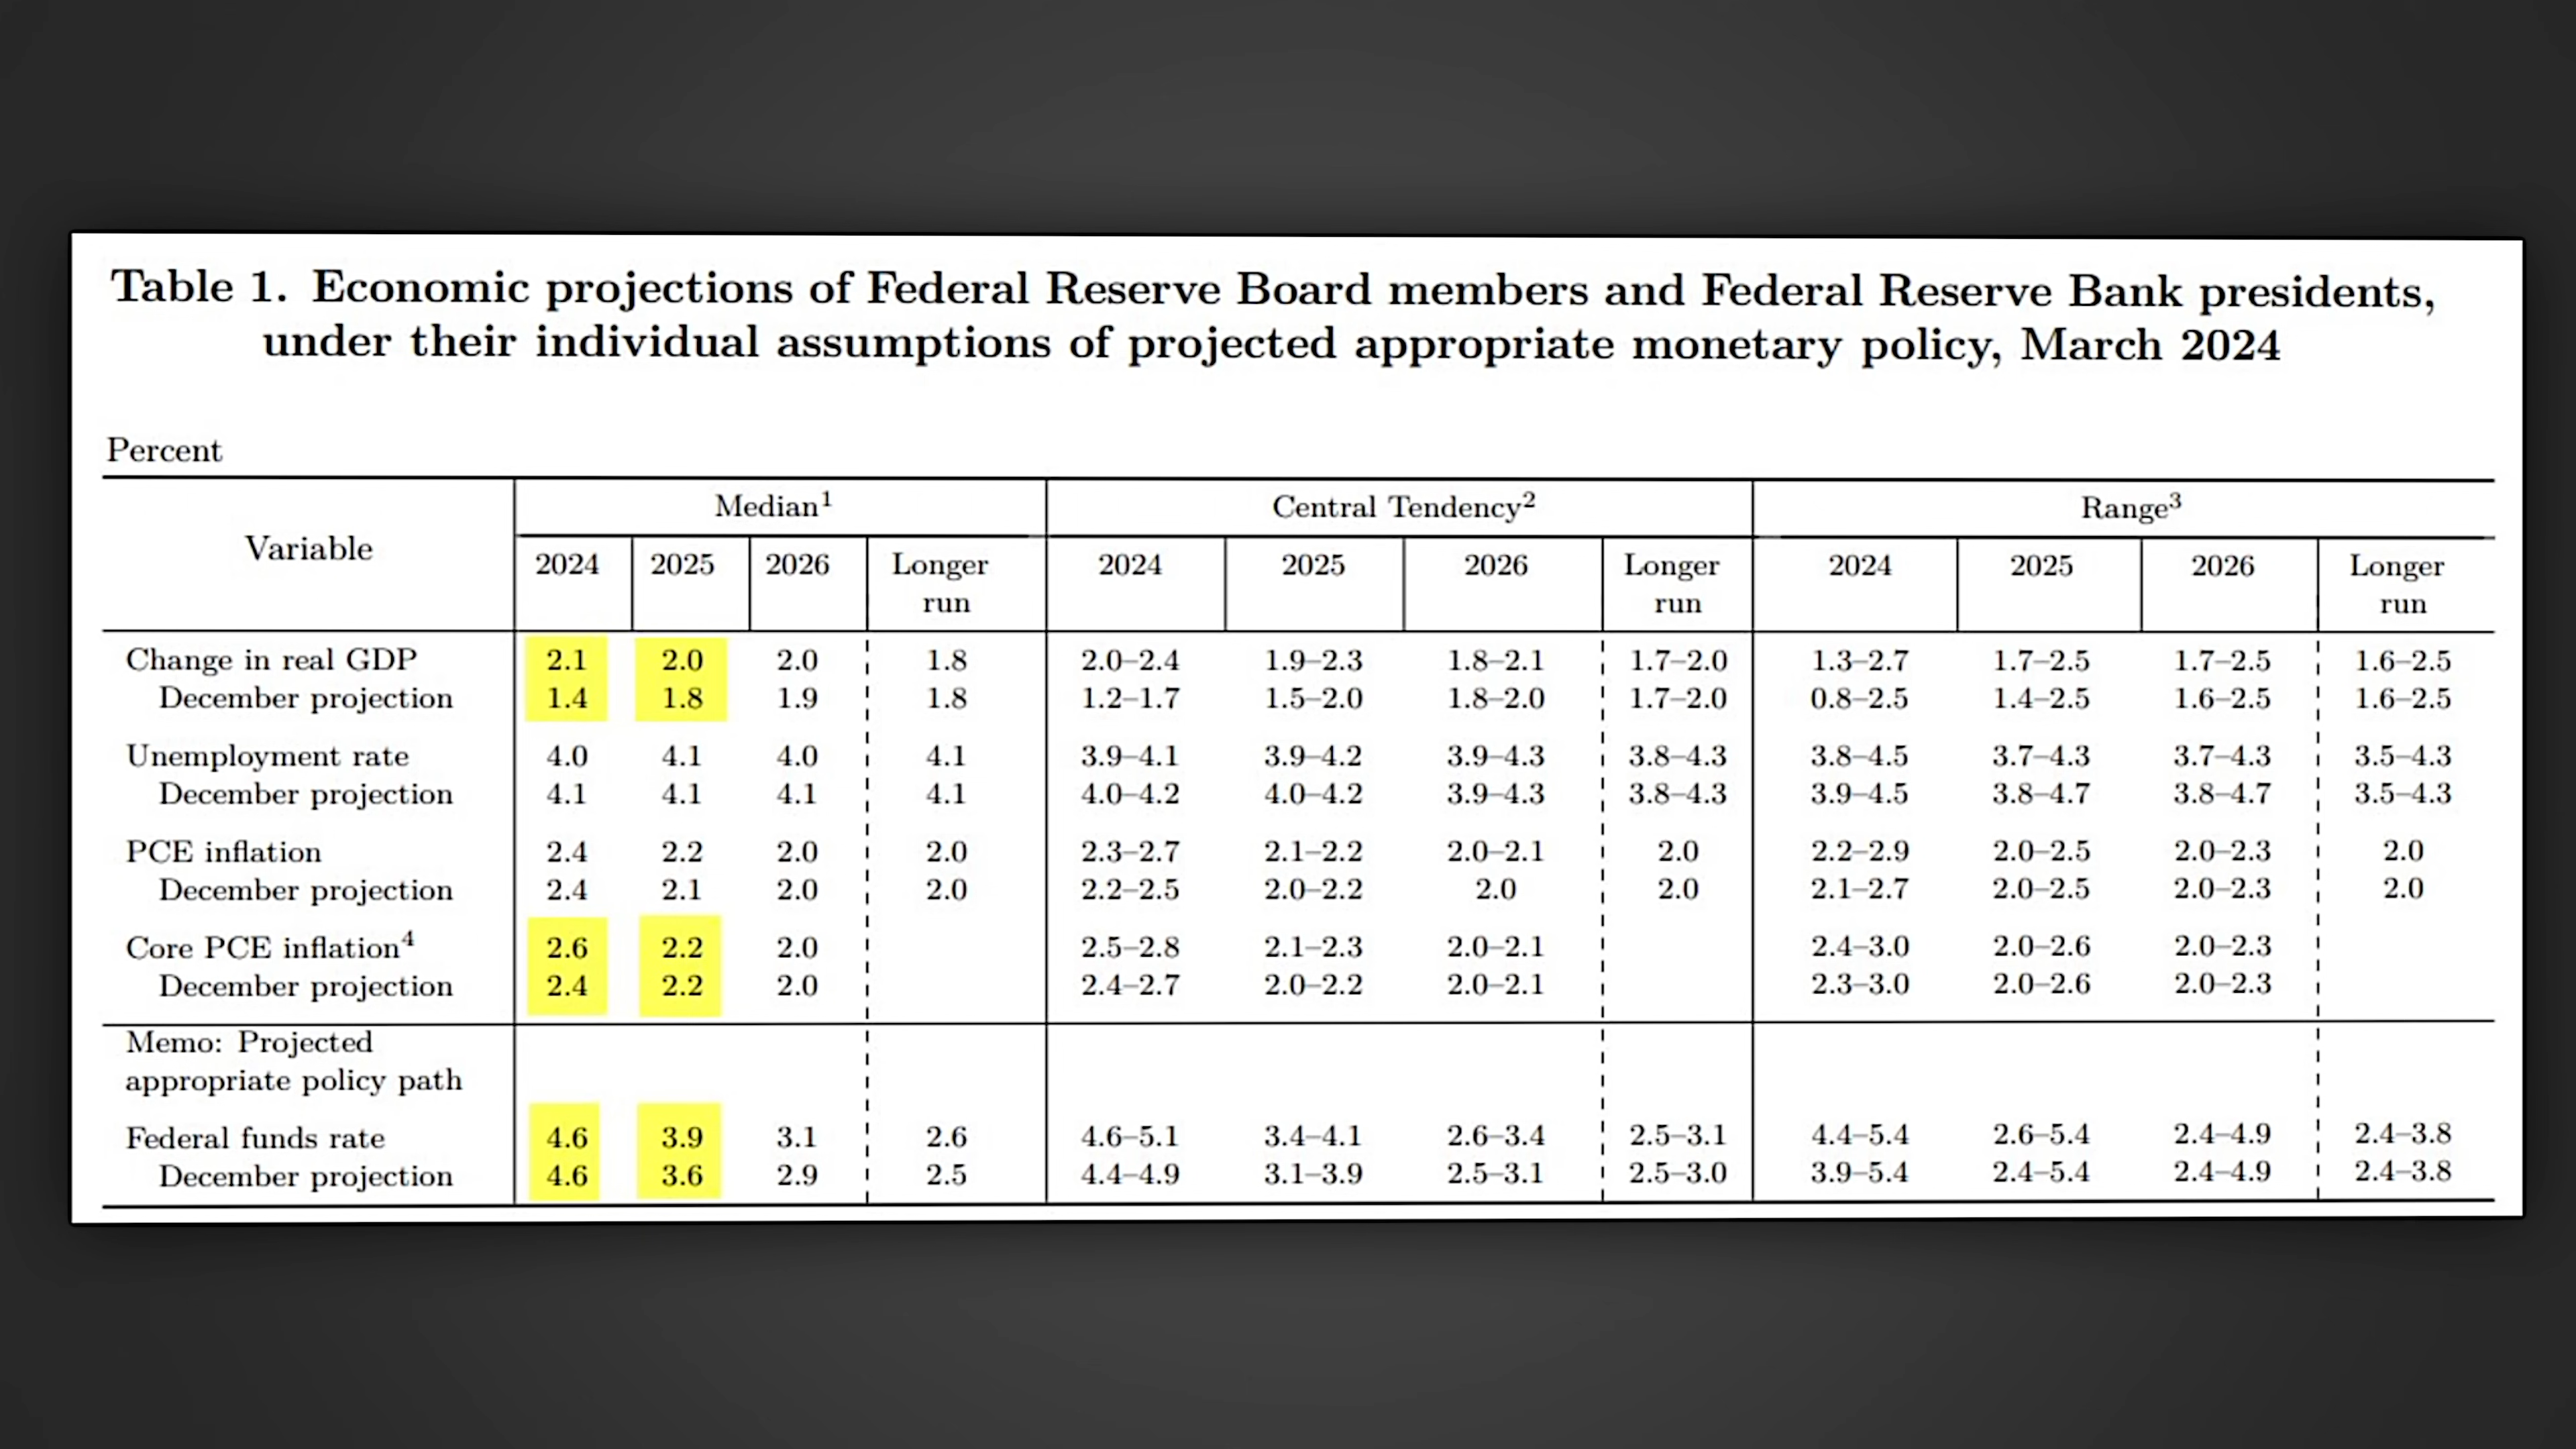 Table 1. Economic projections of Federal Reserve Board members and Federal Reserve Bank presidents,
under their individual assumptions of projected appropriate monetary policy, March 2024
Percent
Variable Median¹ Central Tendency² Range³
2024 2025 2026 Longer run 2024 2025 2026 Longer run 2024 2025 2026 Longer run
Change in real GDP 2.1 2.0 2.0 1.8 2.0–2.4 1.9–2.3 1.8–2.1 1.7–2.0 1.3–2.7 1.7–2.5 1.7–2.5 1.6–2.5
December projection 1.4 1.8 1.9 1.8 1.2–1.7 1.5–2.0 1.8–2.0 1.7–2.0 0.8–2.5 1.4–2.5 1.6–2.5 1.6–2.5
Unemployment rate 4.0 4.1 4.0 4.1 3.9–4.1 3.9–4.2 3.9–4.3 3.8–4.3 3.8–4.5 3.7–4.3 3.7–4.3 3.5–4.3
December projection 4.1 4.1 4.1 4.1 4.0–4.2 4.0–4.2 3.9–4.3 3.8–4.3 3.9–4.5 3.8–4.7 3.8–4.7 3.5–4.3
PCE inflation 2.4 2.2 2.0 2.0 2.3–2.7 2.1–2.2 2.0–2.1 2.0 2.2–2.9 2.0–2.5 2.0–2.3 2.0
December projection 2.4 2.1 2.0 2.0 2.2–2.5 2.0–2.2 2.0 2.0 2.1–2.7 2.0–2.5 2.0–2.3 2.0
Core PCE inflation⁴ 2.6 2.2 2.0 2.5–2.8 2.1–2.3 2.0–2.1 2.4–3.0 2.0–2.6 2.0–2.3
December projection 2.4 2.2 2.0 2.4–2.7 2.0–2.2 2.0–2.1 2.3–3.0 2.0–2.6 2.0–2.3
Memo: Projected
appropriate policy path
Federal funds rate 4.6 3.9 3.1 2.6 4.6–5.1 3.4–4.1 2.6–3.4 2.5–3.1 4.4–5.4 2.6–5.4 2.4–4.9 2.4–3.8
December projection 4.6 3.6 2.9 2.5 4.4–4.9 3.1–3.9 2.5–3.1 2.5–3.0 3.9–5.4 2.4–5.4 2.4–4.9 2.4–3.8